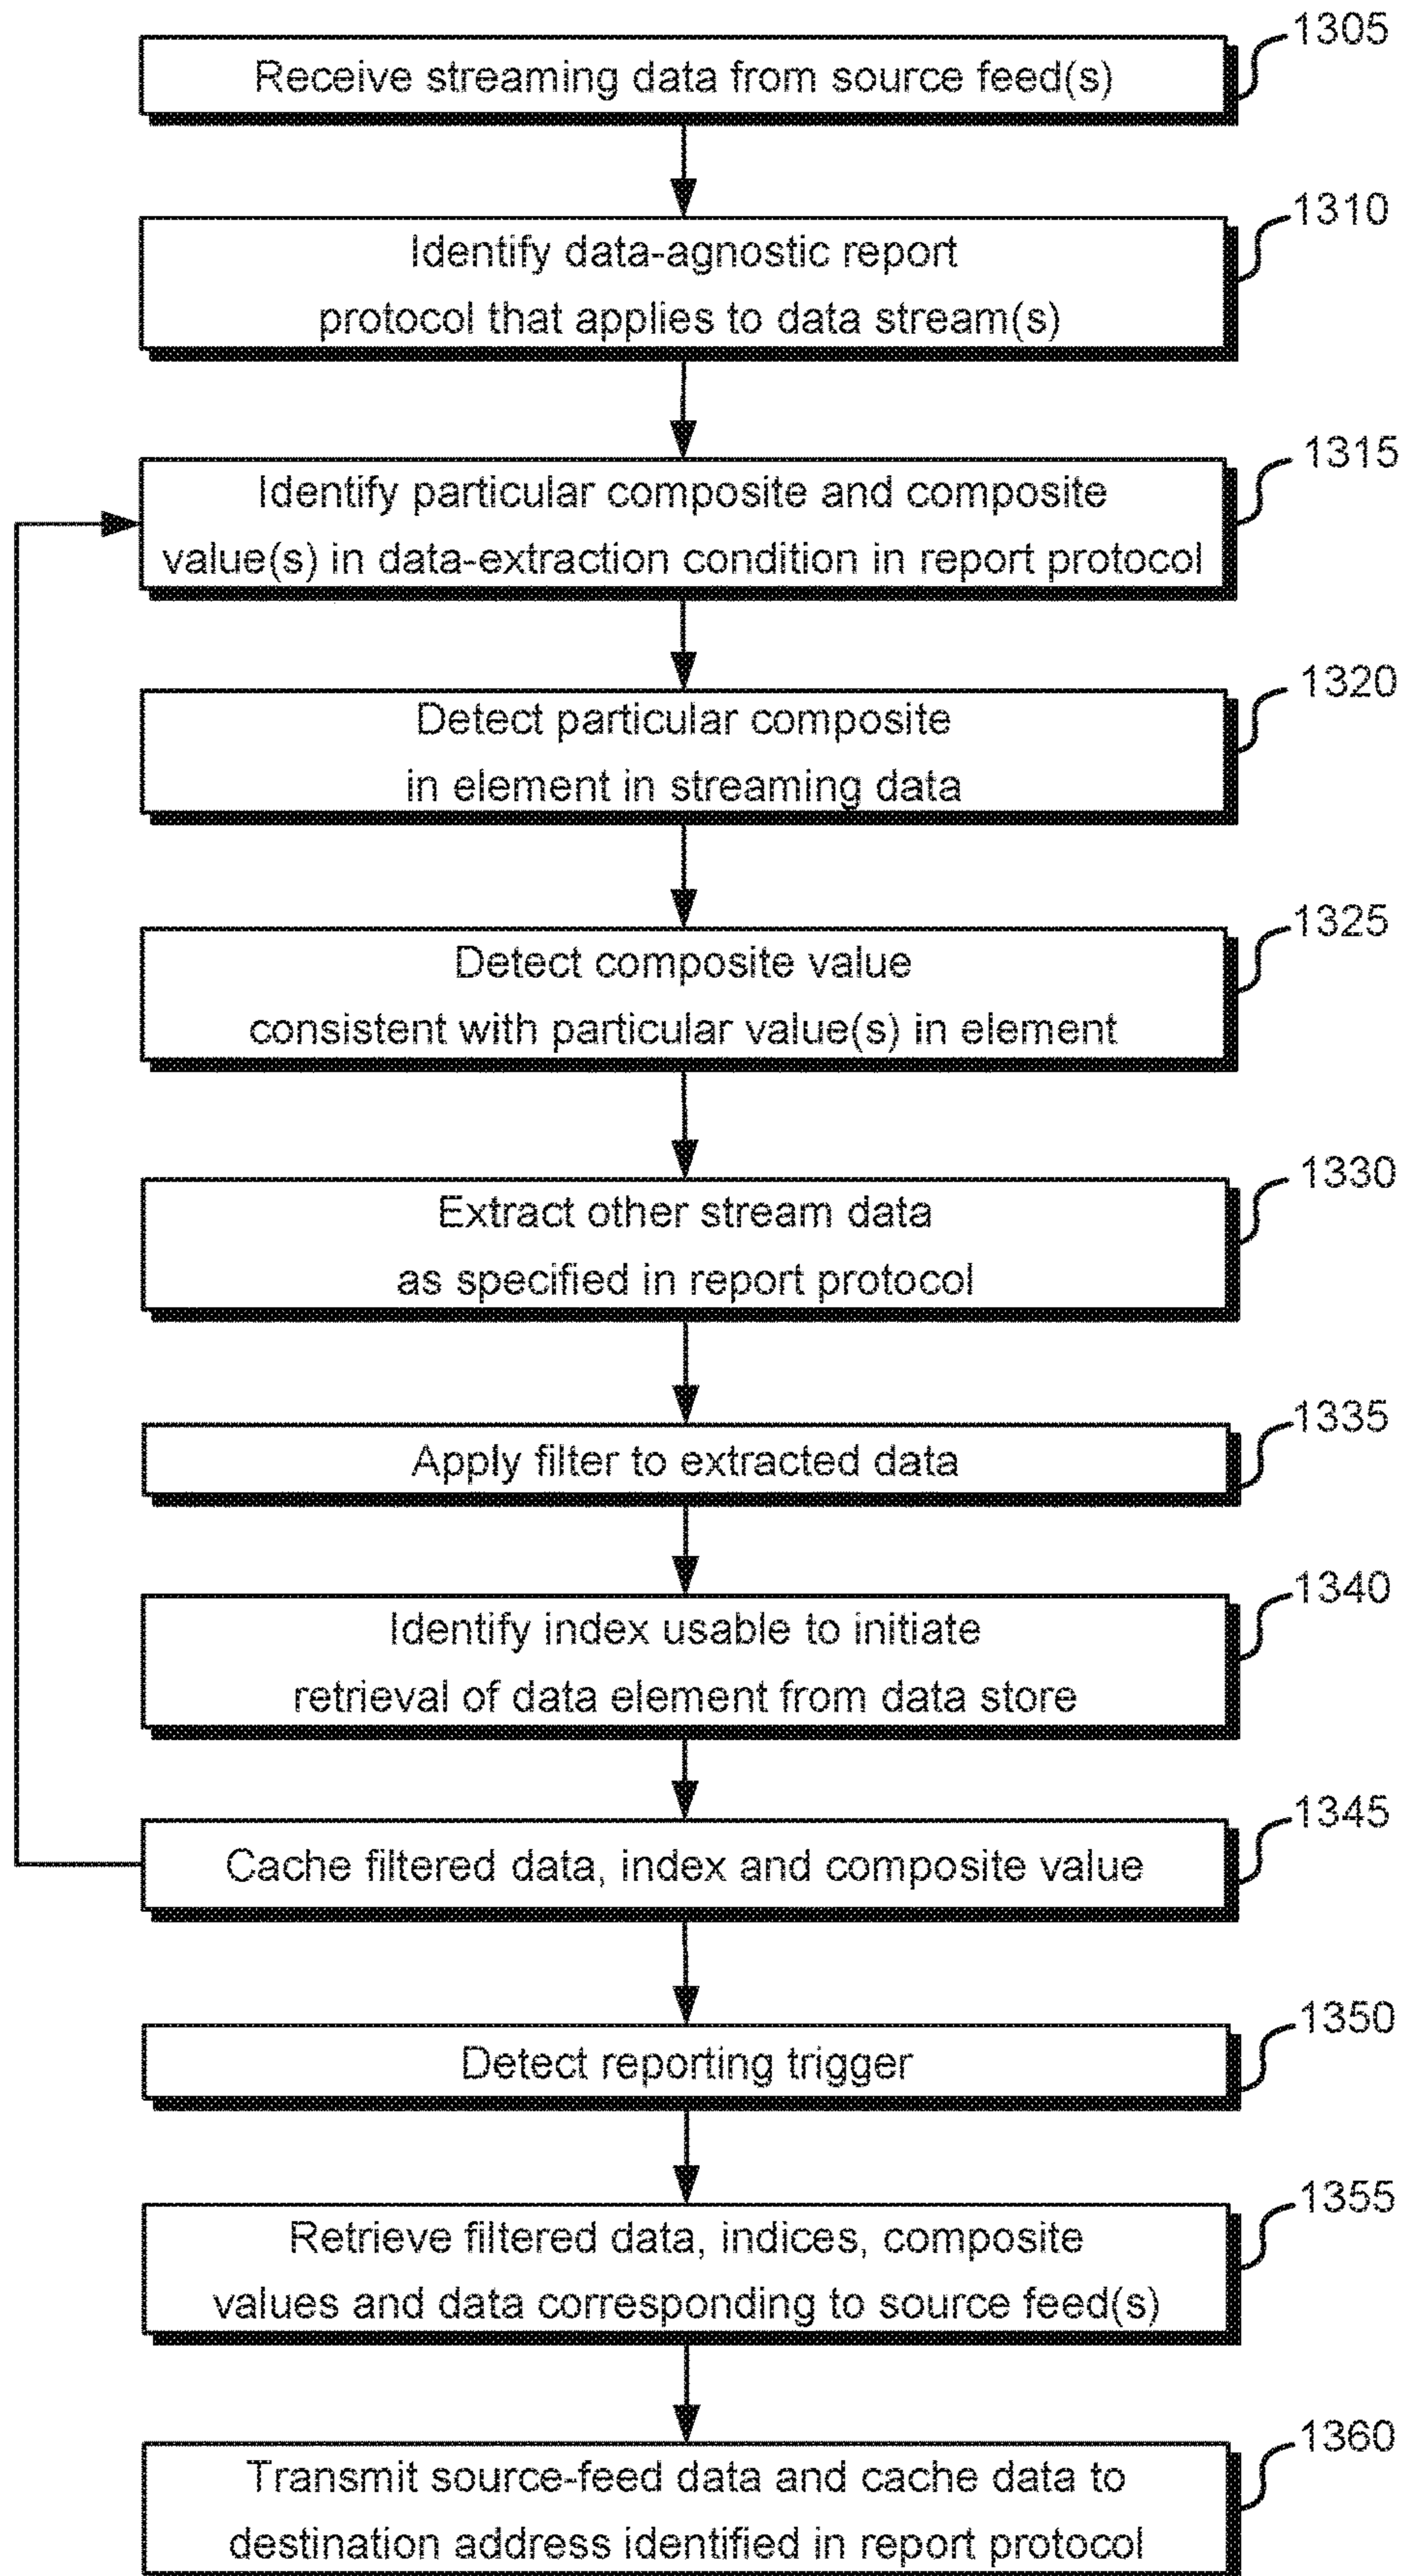 1305
Receive streaming data from source feed(s)
1310
Identify data-agnostic report
protocol that applies to data stream(s)
1315
Identify particular composite and composite
value(s) in data-extraction condition in report protocol
1320
Detect particular composite
in element in streaming data
1325
Detect composite value
consistent with particular value(s) in element
1330
Extract other stream data
as specified in report protocol
1335
Apply filter to extracted data
1340
Identify index usable to initiate
retrieval of data element from data store
1345
Cache filtered data, index and composite value
1350
Detect reporting trigger
1355
Retrieve filtered data, indices, composite
values and data corresponding to source feed(s)
1360
Transmit source-feed data and cache data to
destination address identified in report protocol